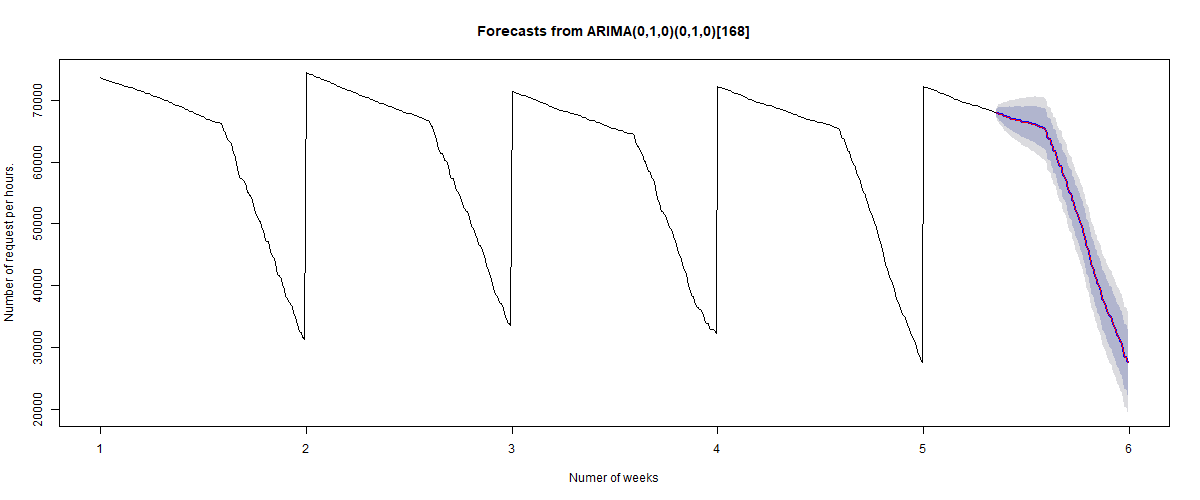 Forecasts from ARIMA(0,1,0)(0,1,0)[168]
Number of request per hours.
70000
60000
50000
40000
30000
20000
1 2 3 4 5 6
Numer of weeks